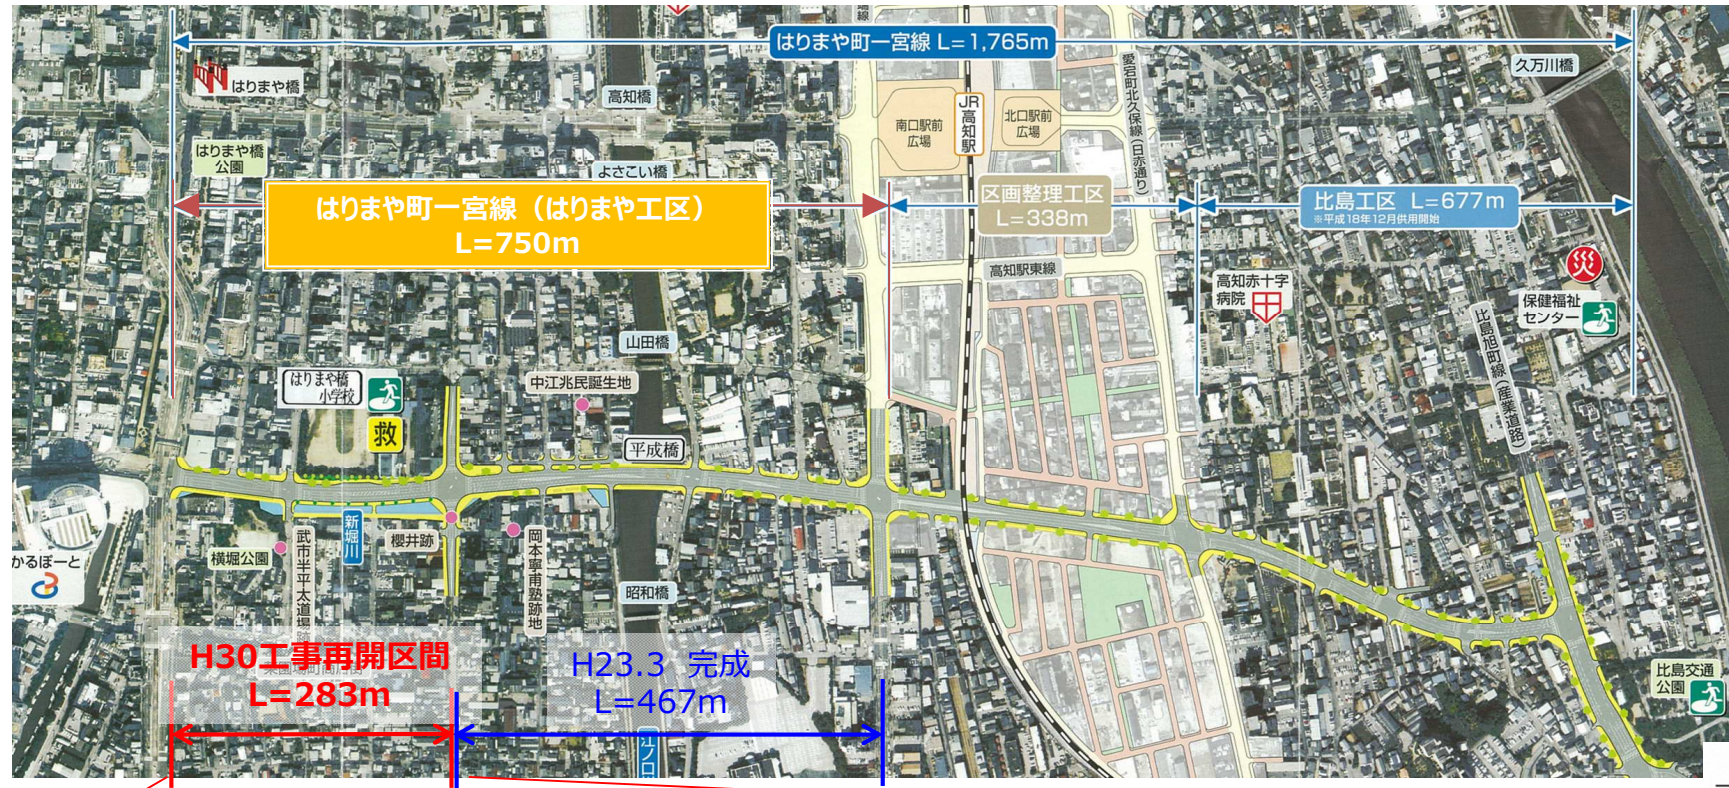 はりまや町一宮線 L=1,765m
はりまや橋
高知橋
久万川橋
南口駅前
広場
JR
高知駅
北口駅前
広場
愛宕町北久保線(日赤通り)
はりまや橋
公園
よさこい橋
はりまや町一宮線(はりまや工区)
L=750m
区画整理工区
L=338m
比島工区 L=677m
※平成18年12月供用開始
高知駅東線
高知赤十字
病院
災
保健福祉
センター
比島旭町線(産業道路)
山田橋
はりまや橋
小学校
救
中江兆民誕生地
平成橋
新堀川
櫻井跡
横堀公園
武市半平太道場跡
岡本寧甫塾跡地
昭和橋
かるぽーと
H30工事再開区間
L=283m
H23.3 完成
L=467m
江ノ口
比島交通
公園